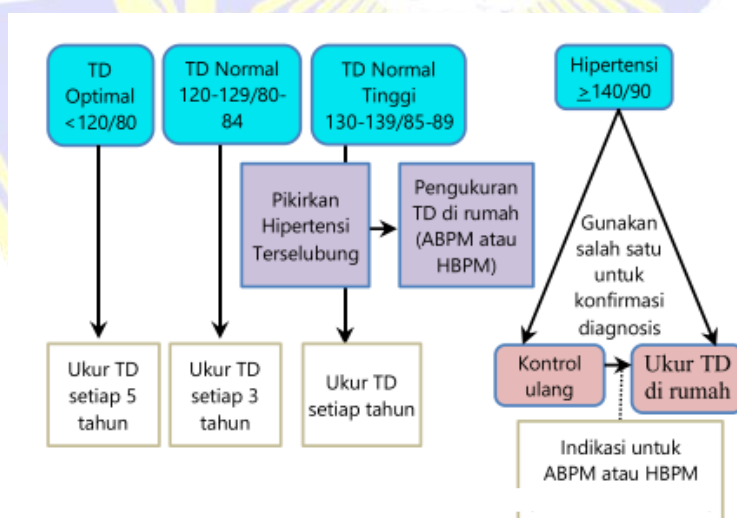 TD
Optimal
<120/80
TD Normal
120-129/80-
84
TD Normal
Tinggi
130-139/85-89
Hipertensi
≥140/90
Pikirkan
Hipertensi
Terselubung
Pengukuran
TD di rumah
(ABPM atau
HBPM)
Gunakan
salah satu
untuk
konfirmasi
diagnosis
Ukur TD
setiap 5
tahun
Ukur TD
setiap 3
tahun
Ukur TD
setiap tahun
Kontrol
ulang
Ukur TD
di rumah
Indikasi untuk
ABPM atau HBPM